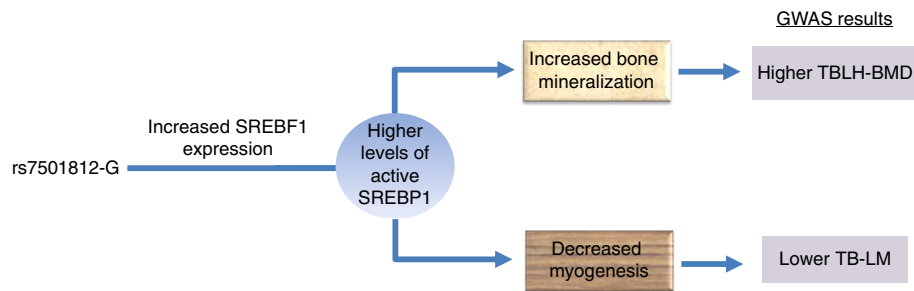 GWAS results
Increased bone
mineralization
Higher TBLH-BMD
Increased SREBF1
expression
rs7501812-G
Higher
levels of
active
SREBP1
Decreased
myogenesis
Lower TB-LM